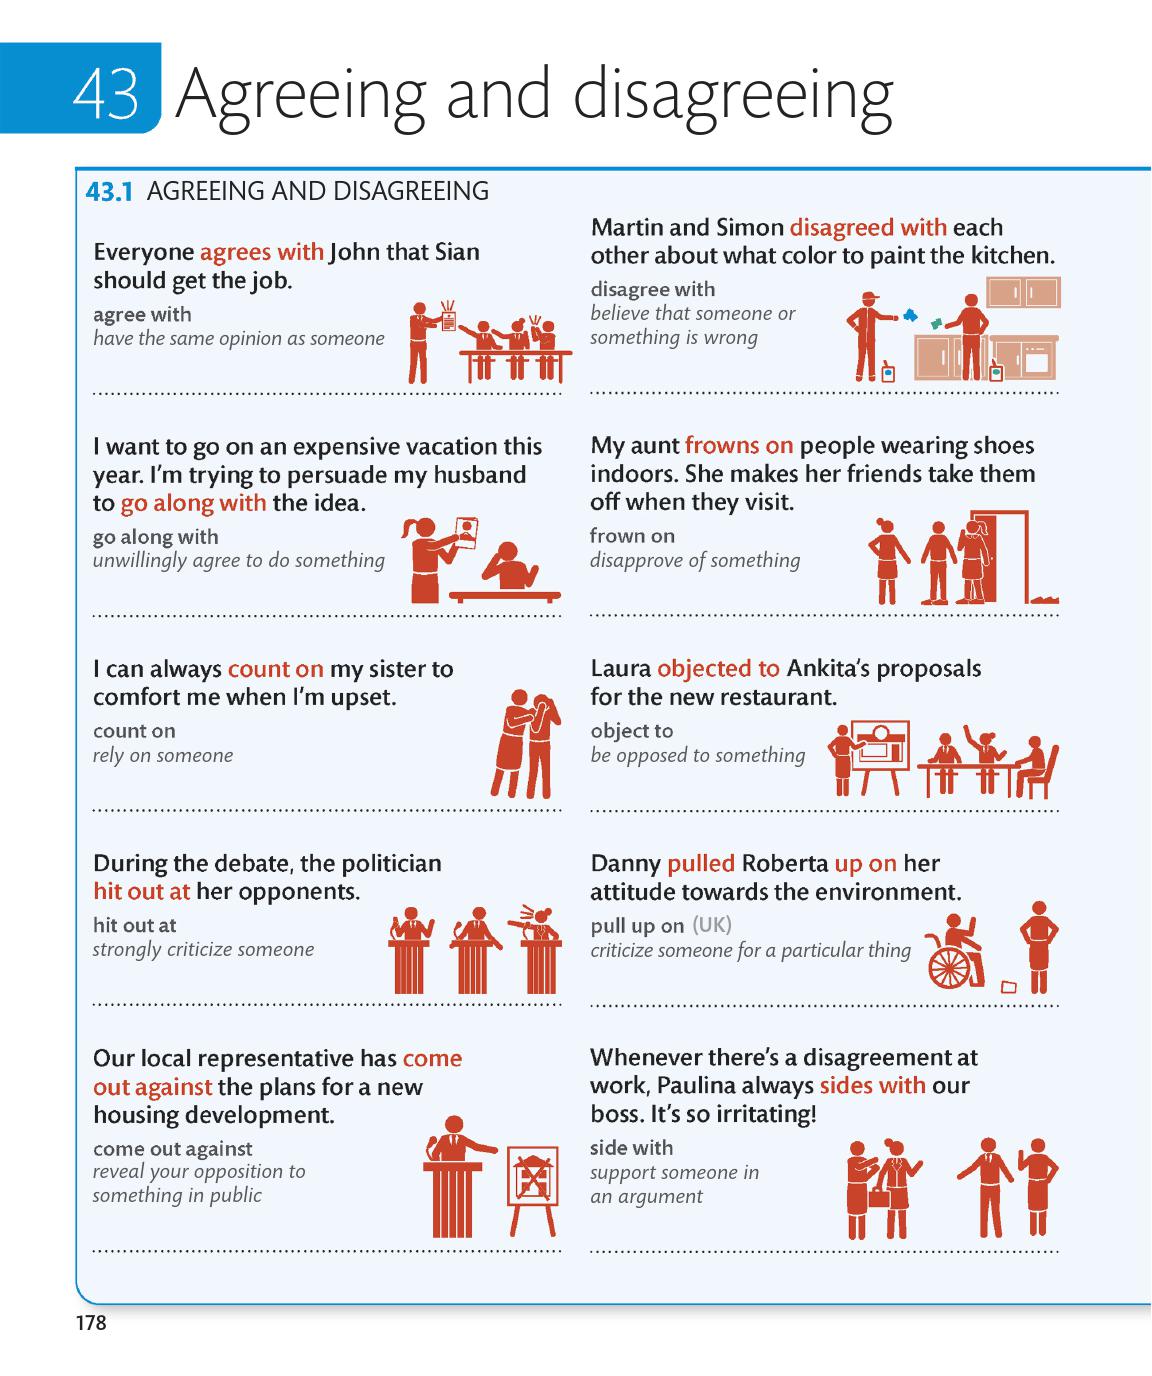 43 Agreeing and disagreeing
43.1 AGREEING AND DISAGREEING
Everyone agrees with John that Sian
should get the job.
agree with
have the same opinion as someone
I want to go on an expensive vacation this
year. I'm trying to persuade my husband
to go along with the idea.
go along with
unwillingly agree to do something
I can always count on my sister to
comfort me when I'm upset.
count on
rely on someone
During the debate, the politician
hit out at her opponents.
hit out at
strongly criticize someone
Our local representative has come
out against the plans for a new
housing development.
come out against
reveal your opposition to
something in public
Martin and Simon disagreed with each
other about what color to paint the kitchen.
disagree with
believe that someone or
something is wrong
My aunt frowns on people wearing shoes
indoors. She makes her friends take them
off when they visit.
frown on
disapprove of something
Laura objected to Ankita's proposals
for the new restaurant.
object to
be opposed to something
Danny pulled Roberta up on her
attitude towards the environment.
pull up on (UK)
criticize someone for a particular thing
Whenever there's a disagreement at
work, Paulina always sides with our
boss. It's so irritating!
side with
support someone in
an argument
178